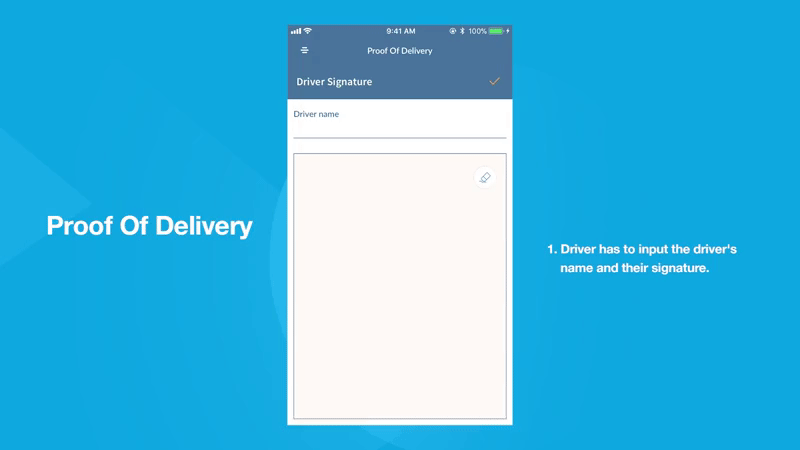 9:41 AM
100%
Proof Of Delivery
Driver Signature
Driver name
Proof Of Delivery
1. Driver has to input the driver's
name and their signature.